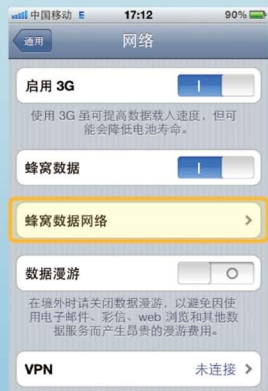 中国移动 E 17:12 90%
通用 网络
启用 3G
使用 3G 虽可提高数据载入速度，但可
能会降低电池寿命。
蜂窝数据
蜂窝数据网络
数据漫游
在境外时请关闭数据漫游，以避免因使
用电子邮件、彩信、web 浏览和其他数
据服务而产生昂贵的漫游费用。
VPN 未连接